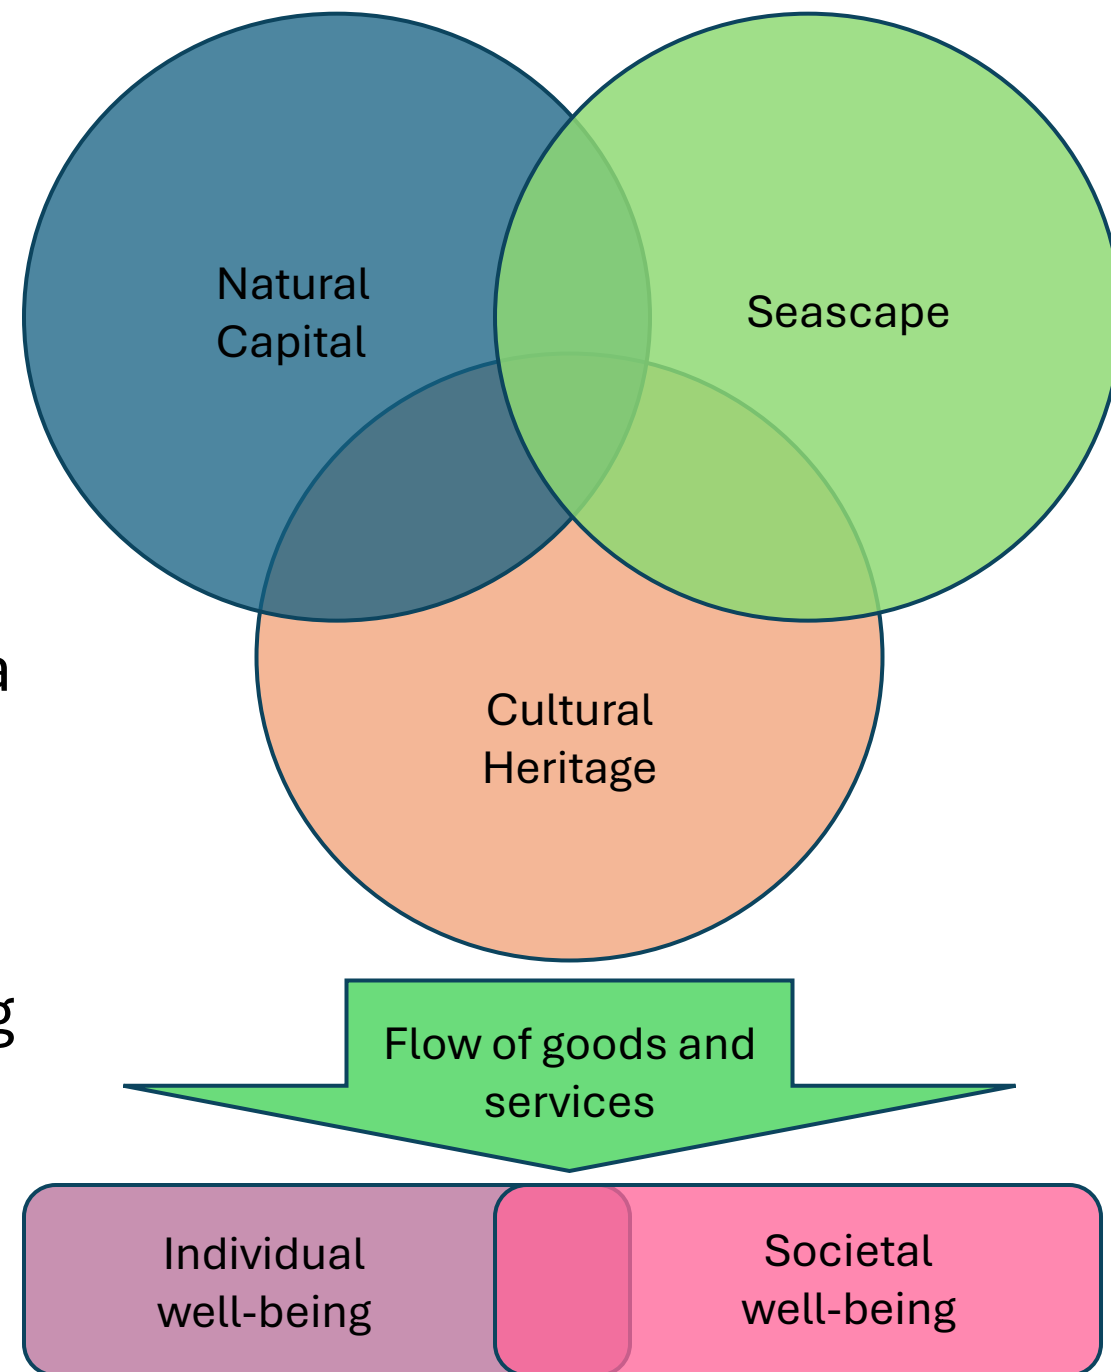 Natural
Capital
Seascape
a
Cultural
Heritage
g
Flow of goods and
services
Individual
well-being
Societal
well-being